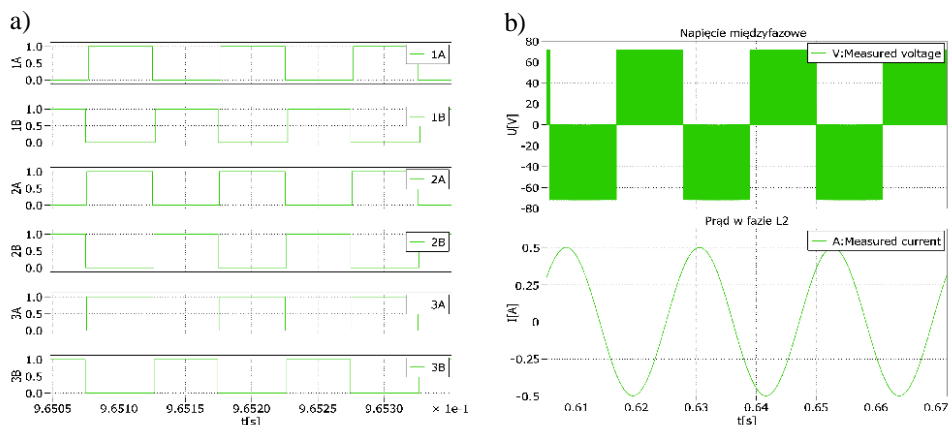 a)
1A
1.0
0.5
0.0
1A
1B
1.0
0.5
0.0
1B
2A
1.0
0.5
0.0
2A
2B
1.0
0.5
0.0
2B
3A
1.0
0.5
0.0
3A
3B
1.0
0.5
0.0
3B
9.6505 9.6510 9.6515 9.6520 9.6525 9.6530 × 1e-1
t[s]
b)
Napięcie międzyfazowe
V:Measured voltage
U[V]
80
60
40
20
0
-20
-40
-60
-80
Prąd w fazie L2
A:Measured current
I[A]
0.5
0.25
0
-0.25
-0.5
0.61 0.62 0.63 0.64 0.65 0.66 0.67
t[s]